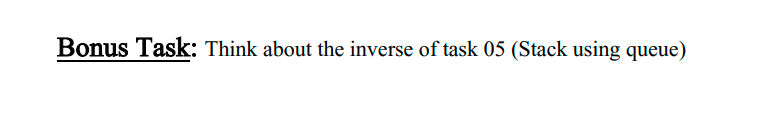 Bonus Task: Think about the inverse of task 05 (Stack using queue)